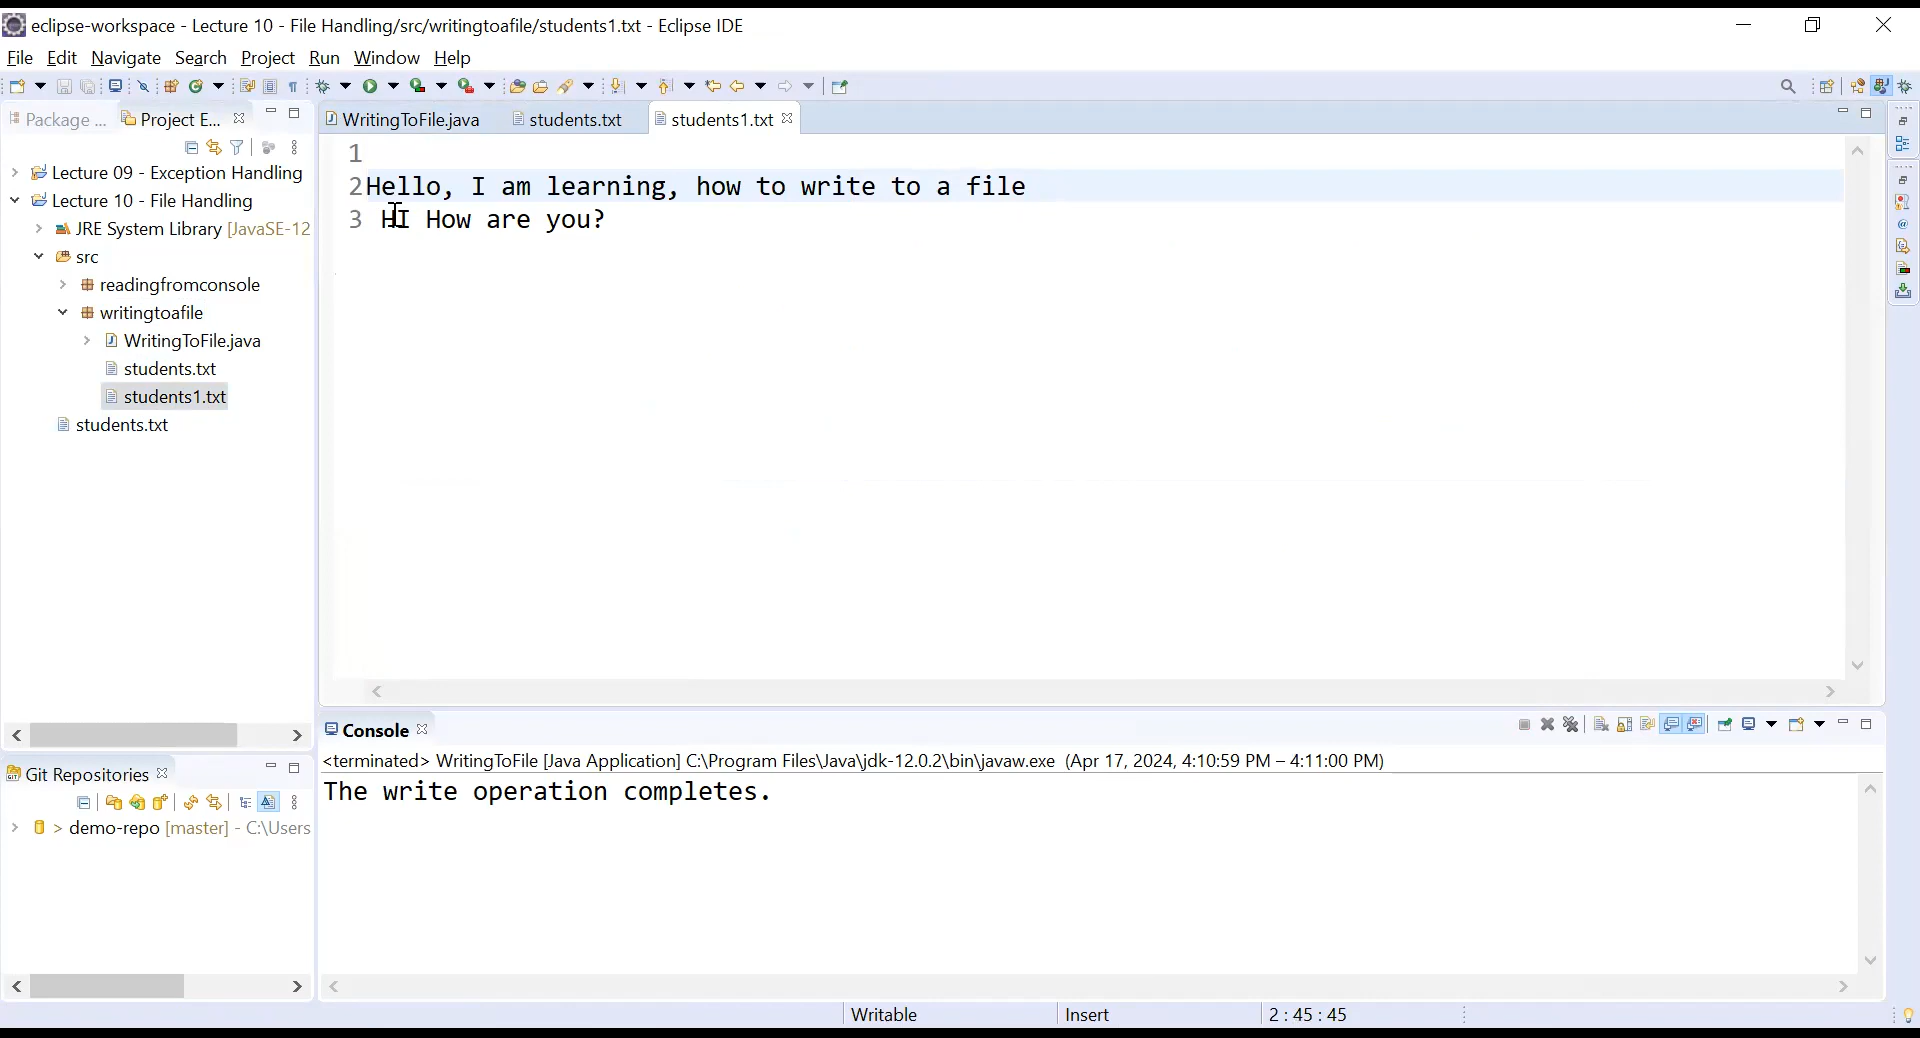 eclipse-workspace - Lecture 10 - File Handling/src/writingtoafile/students1.txt - Eclipse IDE
File Edit Navigate Search Project Run Window Help
Package ... Project E...
WritingToFile.java students.txt students1.txt
Lecture 09 - Exception Handling
Lecture 10 - File Handling
JRE System Library [JavaSE-12
src
readingfromconsole
writingtoafile
WritingToFile.java
students.txt
students1.txt
students.txt
1
2 Hello, I am learning, how to write to a file
3 HI How are you?
Git Repositories
demo-repo [master] - C:\Users
Console
<terminated> WritingToFile [Java Application] C:\Program Files\Java\jdk-12.0.2\bin\javaw.exe (Apr 17, 2024, 4:10:59 PM – 4:11:00 PM)
The write operation completes.
Writable Insert 2 : 45 : 45